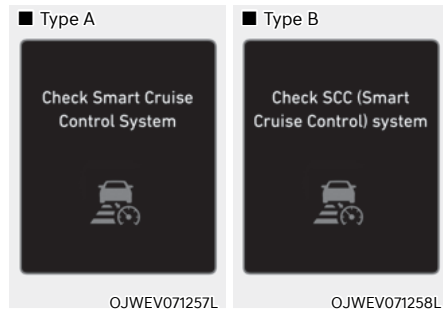 ■ Type A
Check Smart Cruise
Control System
OJWEV071257L
■ Type B
Check SCC (Smart
Cruise Control) system
OJWEV071258L